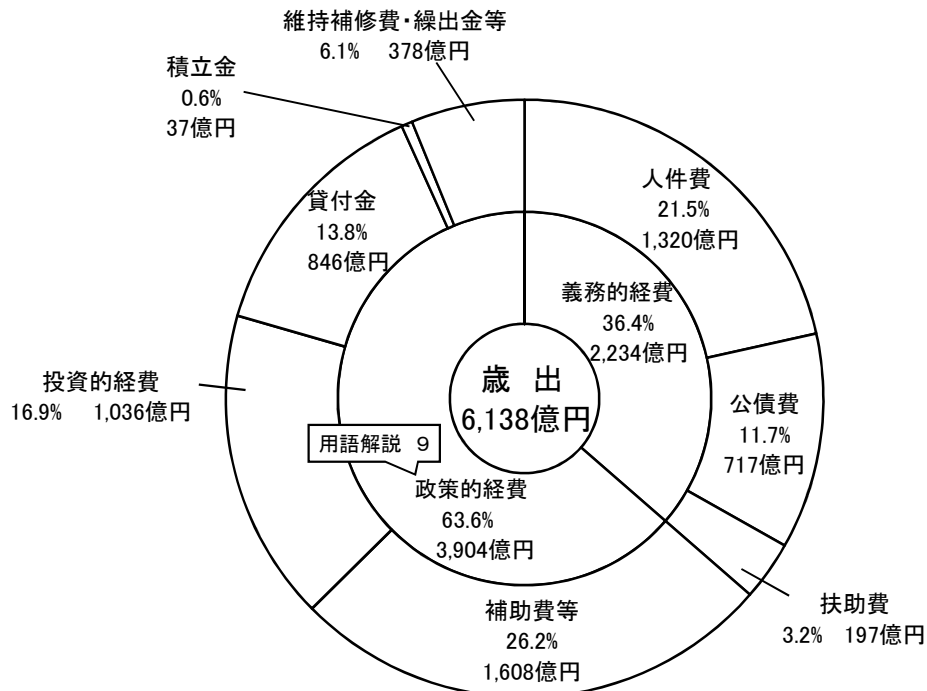 維持補修費・繰出金等
6.1% 378億円
積立金
0.6%
37億円
人件費
21.5%
1,320億円
貸付金
13.8%
846億円
義務的経費
36.4%
2,234億円
歳 出
6,138億円
投資的経費
16.9% 1,036億円
公債費
11.7%
717億円
用語解説 9
政策的経費
63.6%
3,904億円
扶助費
3.2% 197億円
補助費等
26.2%
1,608億円